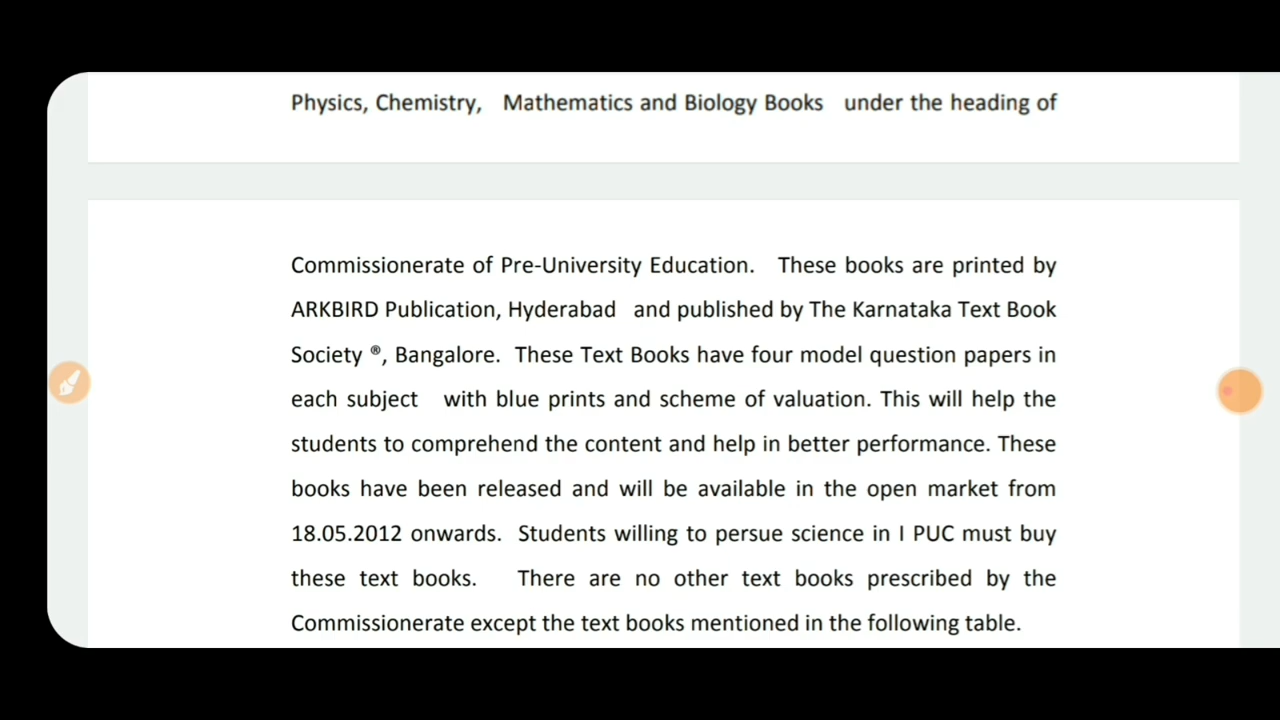 Physics, Chemistry, Mathematics and Biology Books under the heading of
Commissionerate of Pre-University Education. These books are printed by
ARKBIRD Publication, Hyderabad and published by The Karnataka Text Book
Society ®, Bangalore. These Text Books have four model question papers in
each subject with blue prints and scheme of valuation. This will help the
students to comprehend the content and help in better performance. These
books have been released and will be available in the open market from
18.05.2012 onwards. Students willing to persue science in I PUC must buy
these text books. There are no other text books prescribed by the
Commissionerate except the text books mentioned in the following table.